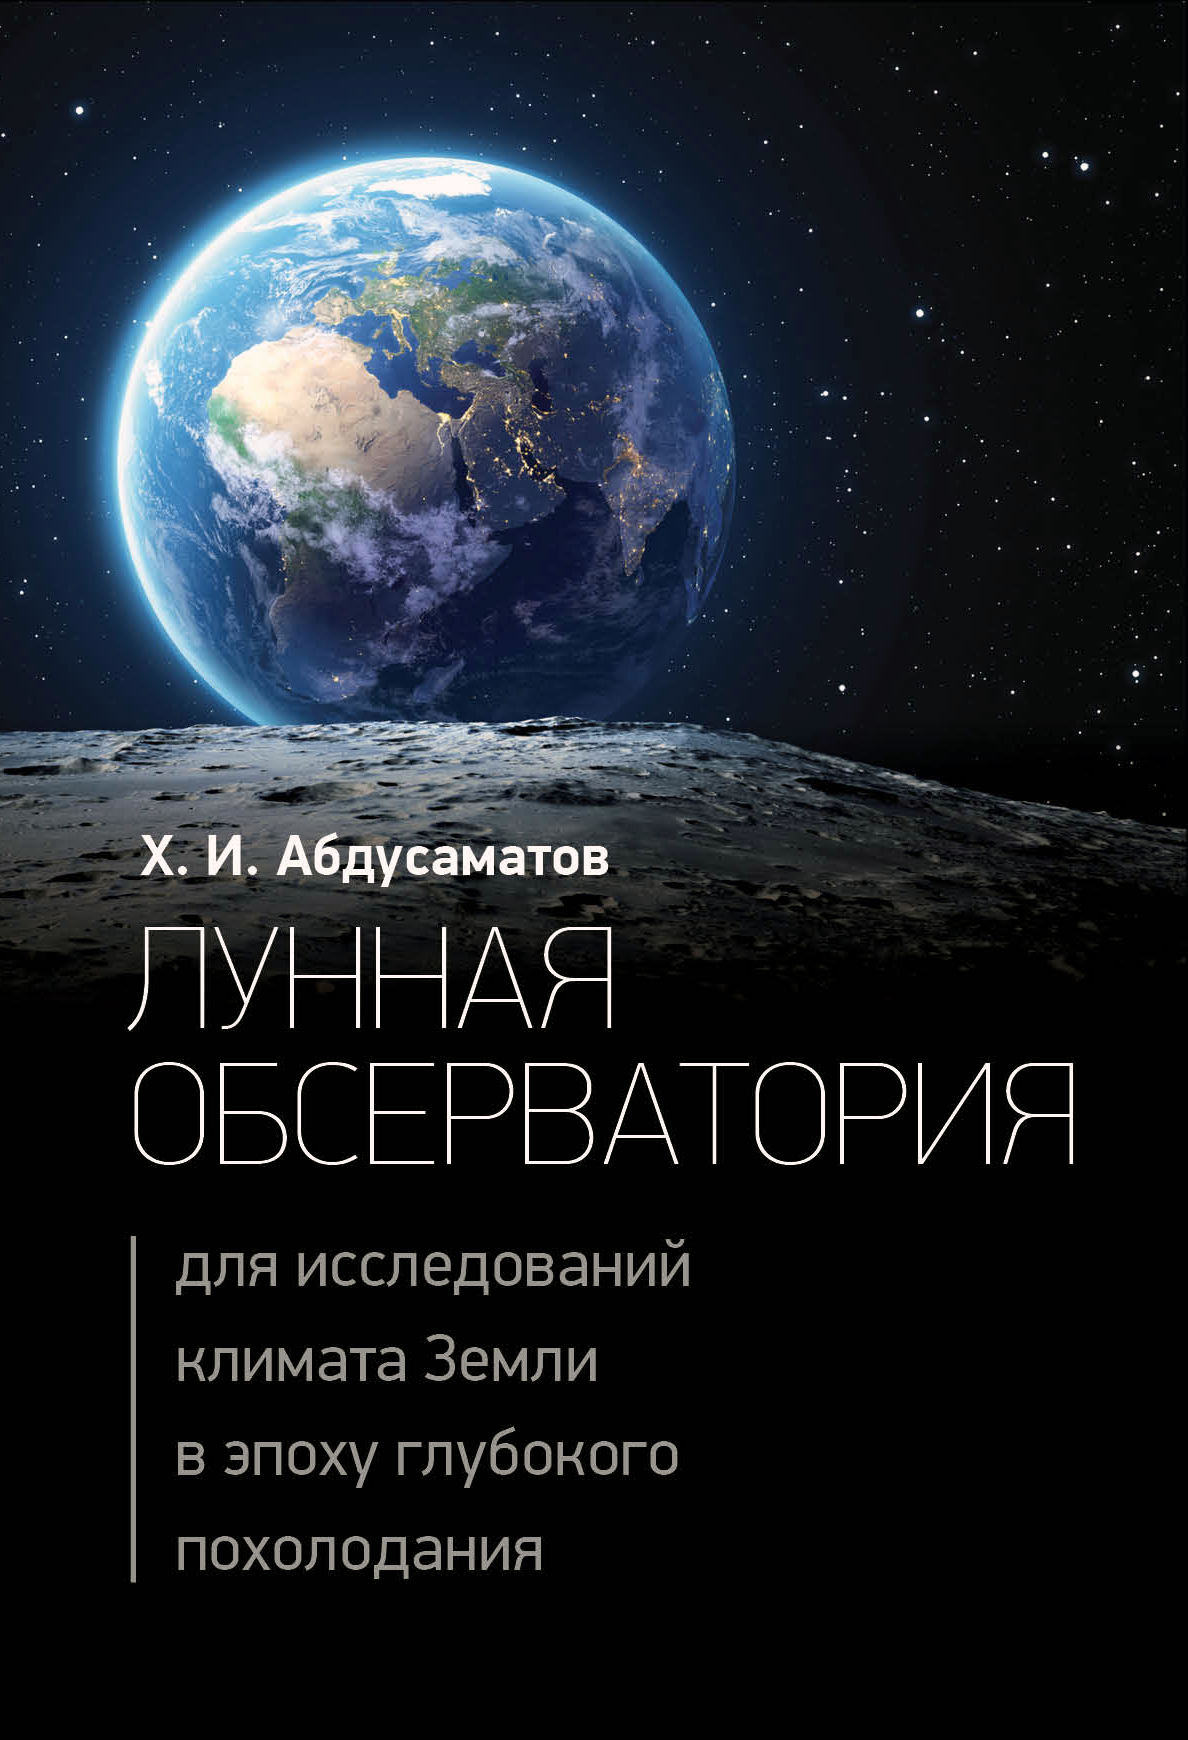 Х. И. Абдусаматов
ЛУННАЯ
ОБСЕРВАТОРИЯ
для исследований
климата Земли
в эпоху глубокого
похолодания